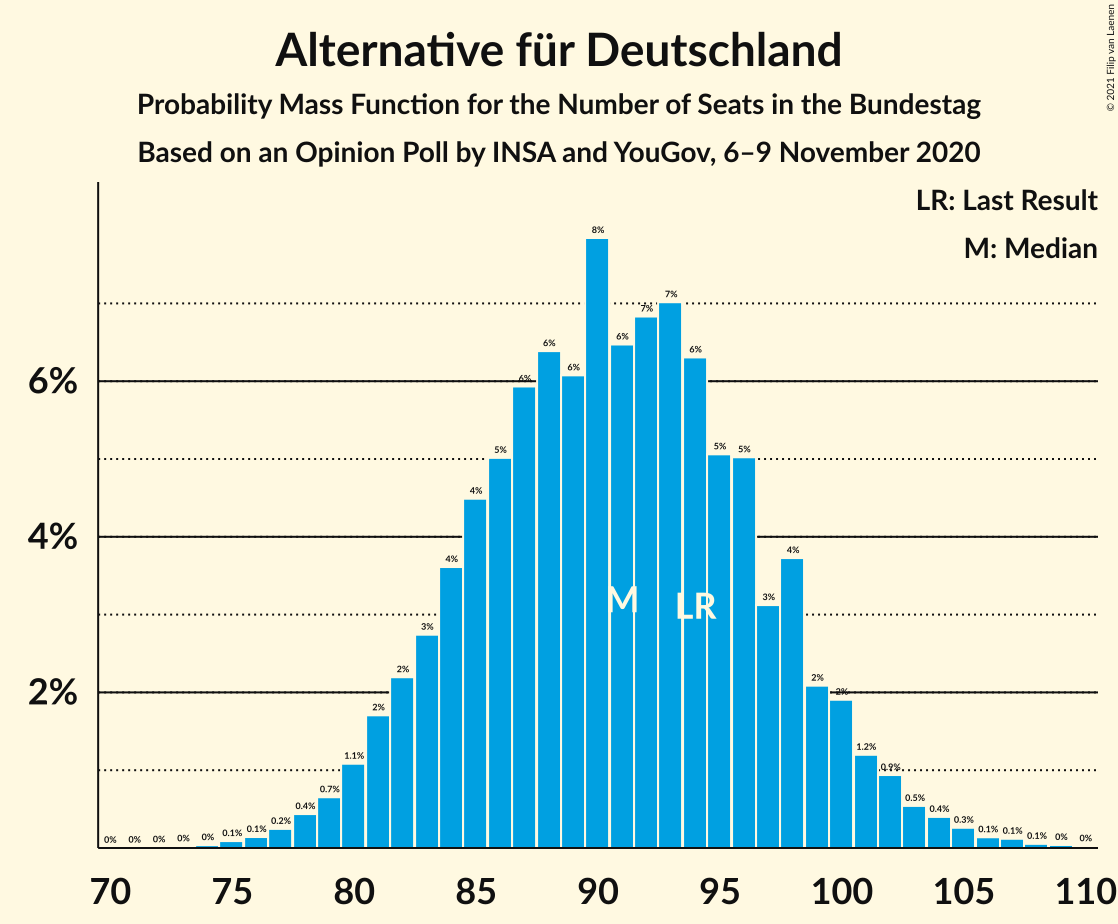 Alternative für Deutschland
Probability Mass Function for the Number of Seats in the Bundestag
Based on an Opinion Poll by INSA and YouGov, 6–9 November 2020
© 2021 Filip van Laenen
LR: Last Result
M: Median
6%
4%
2%
0% 0% 0% 0% 0% 0.1% 0.1% 0.2% 0.4% 0.7% 1.1% 2% 2% 3% 4% 4% 5% 6% 6% 6% 8% 6% 7% 7% 6% 5% 5% 3% 4% 2% 2% 1.2% 0.9% 0.5% 0.4% 0.3% 0.1% 0.1% 0.1% 0% 0%
M LR
70 75 80 85 90 95 100 105 110